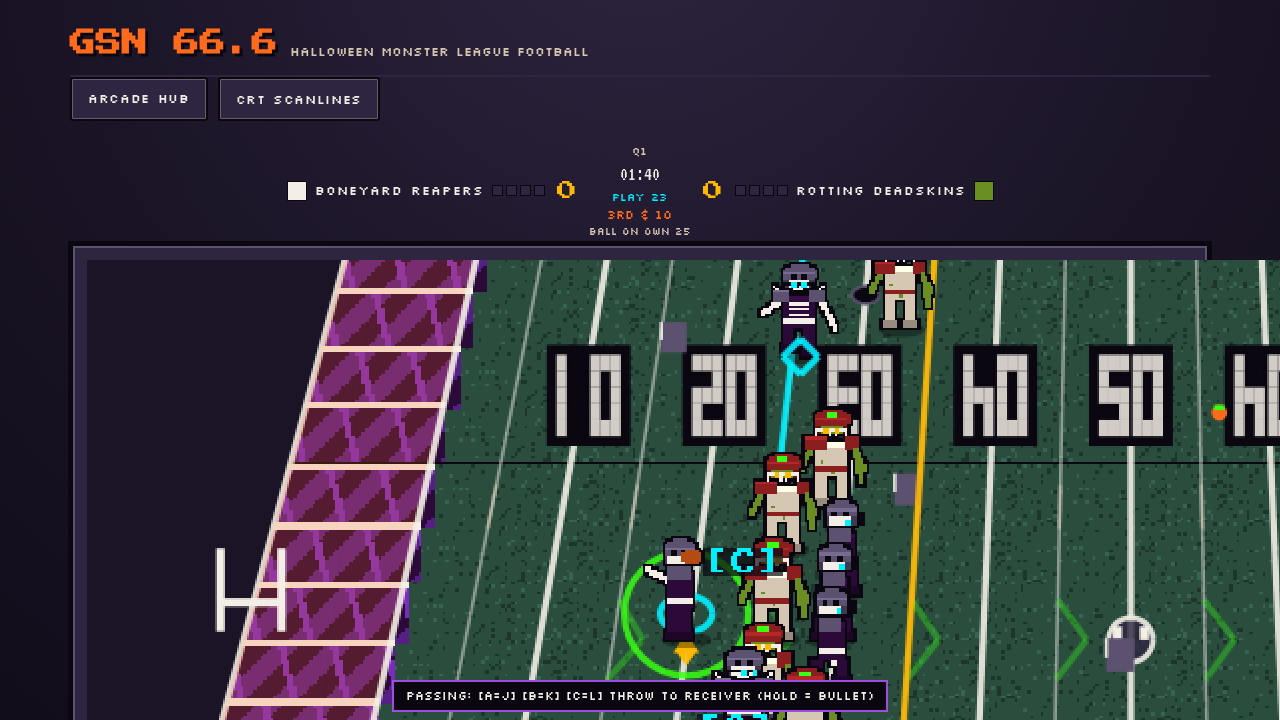 GSN 66.6
HALLOWEEN MONSTER LEAGUE FOOTBALL
ARCADE HUB
CRT SCANLINES
Q1
01:40
BONEYARD REAPERS 0
0 ROTTING DEADSKINS
PLAY 23
3RD & 10
BALL ON OWN 25
10 20 50 40 50
[C]
PASSING: [A=J] [B=K] [C=L] THROW TO RECEIVER (HOLD = BULLET)